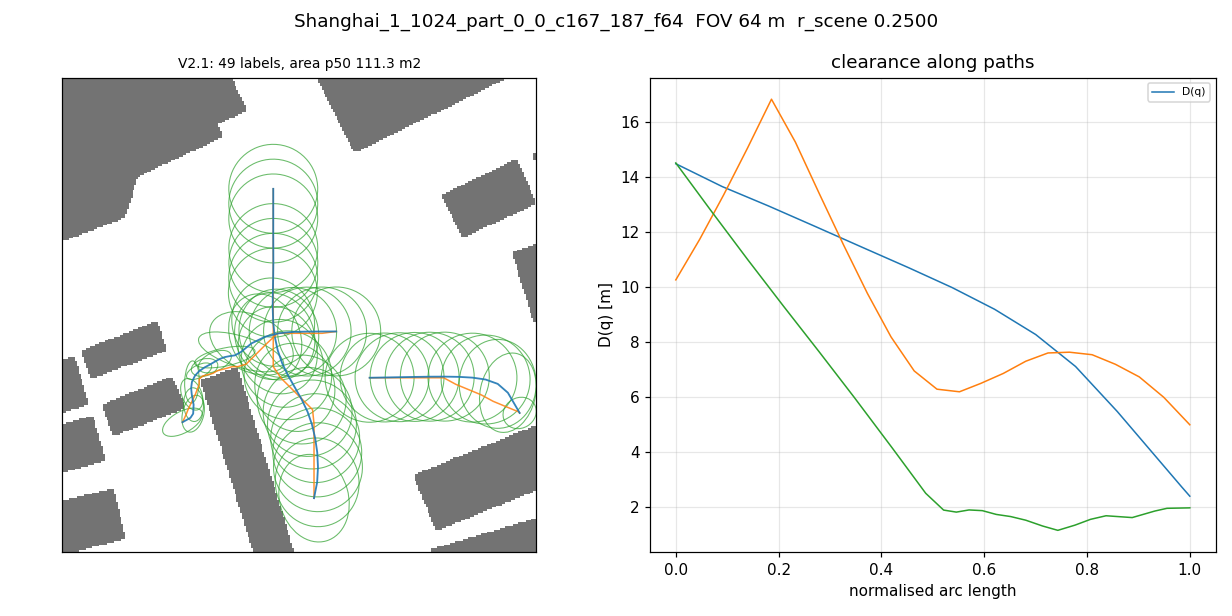 Shanghai_1_1024_part_0_0_c167_187_f64  FOV 64 m  r_scene 0.2500
V2.1: 49 labels, area p50 111.3 m2
clearance along paths
D(q)
D(q) [m]
16
14
12
10
8
6
4
2
0.0 0.2 0.4 0.6 0.8 1.0
normalised arc length